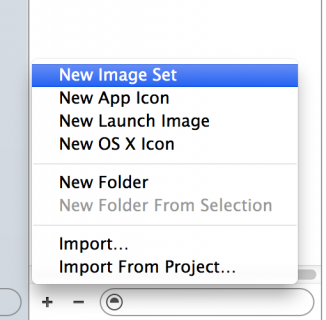 New Image Set
New App Icon
New Launch Image
New OS X Icon
New Folder
New Folder From Selection
Import…
Import From Project…